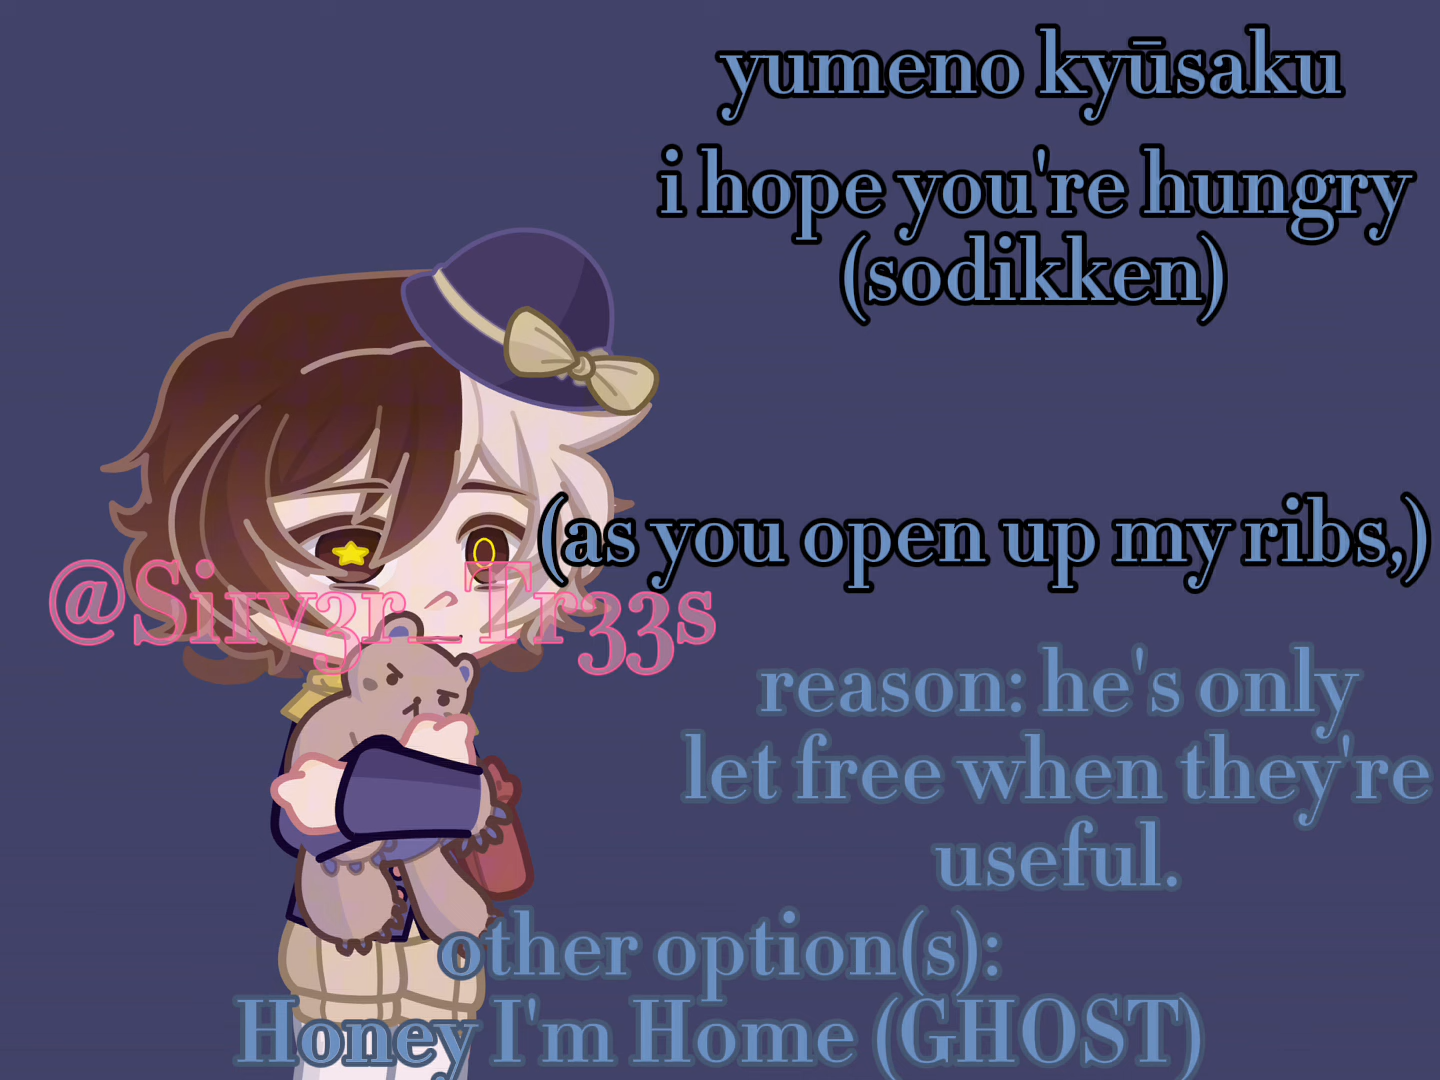 yumeno kyūsaku
i hope you're hungry
(sodikken)
(as you open up my ribs,)
@Sirv3r_Tr33s
reason: he's only
let free when they're
useful.
other option(s):
Honey I'm Home (GHOST)